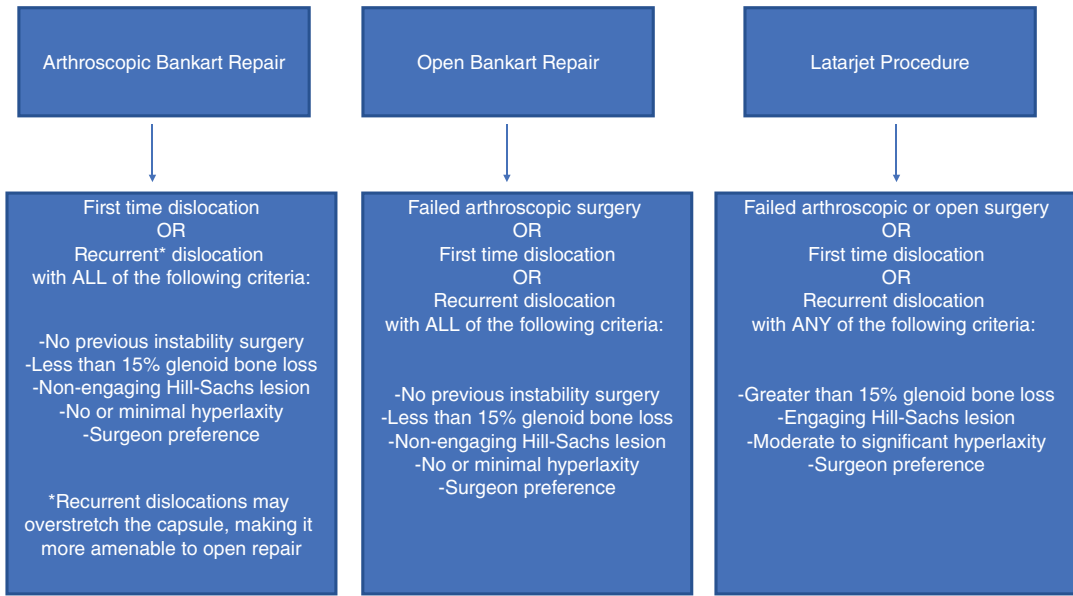 Arthroscopic Bankart Repair
First time dislocation
OR
Recurrent* dislocation
with ALL of the following criteria:
-No previous instability surgery
-Less than 15% glenoid bone loss
-Non-engaging Hill-Sachs lesion
-No or minimal hyperlaxity
-Surgeon preference
*Recurrent dislocations may
overstretch the capsule, making it
more amenable to open repair
Open Bankart Repair
Failed arthroscopic surgery
OR
First time dislocation
OR
Recurrent dislocation
with ALL of the following criteria:
-No previous instability surgery
-Less than 15% glenoid bone loss
-Non-engaging Hill-Sachs lesion
-No or minimal hyperlaxity
-Surgeon preference
Latarjet Procedure
Failed arthroscopic or open surgery
OR
First time dislocation
OR
Recurrent dislocation
with ANY of the following criteria:
-Greater than 15% glenoid bone loss
-Engaging Hill-Sachs lesion
-Moderate to significant hyperlaxity
-Surgeon preference